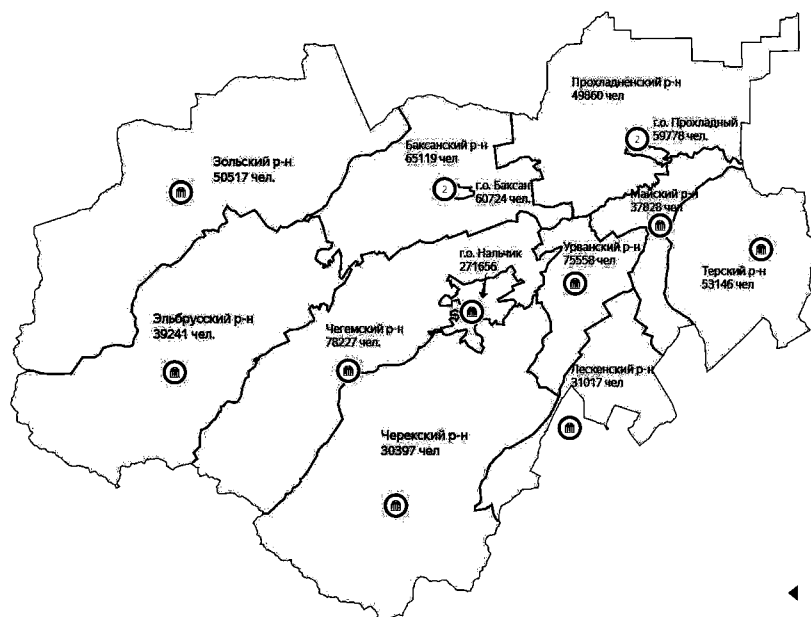 Прохладненский р-н
49860 чел
г.о. Прохладный
59778 чел.
2
Баксанский р-н
65119 чел
Зольский р-н
50517 чел.
2
г.о. Баксан
60724 чел.
Майский р-н
37828 чел
г.о. Нальчик
271656
Урванский р-н
75558 чел
Терский р-н
53146 чел
Эльбрусский р-н
39241 чел.
Чегемский р-н
78227 чел.
Лескенский р-н
31017 чел
Черекский р-н
30397 чел